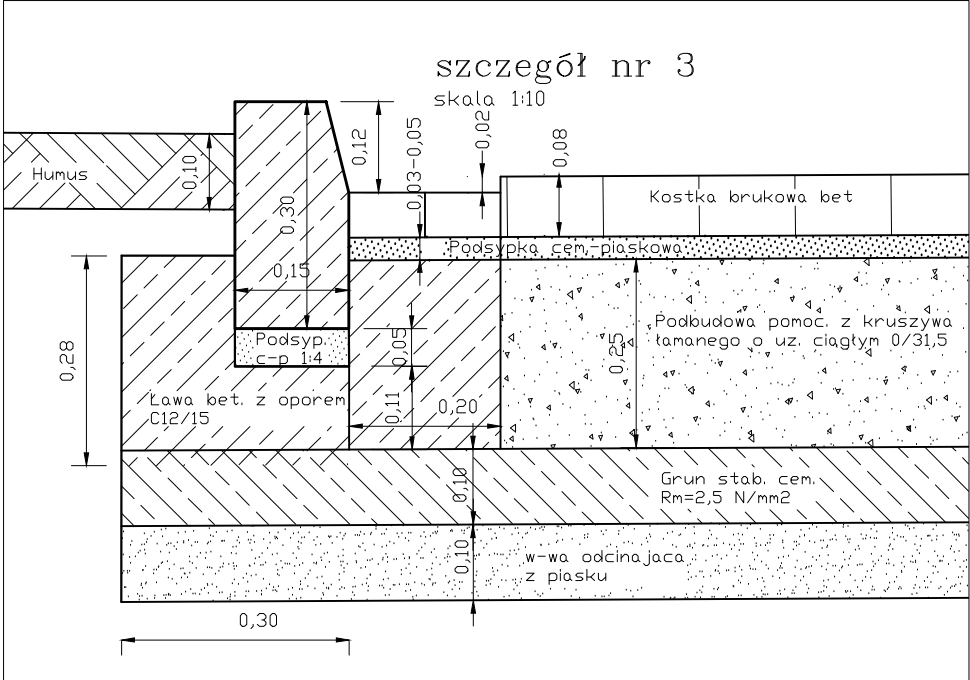 szczegół nr 3
skala 1:10
0,02
0,12
0,03-0,05
0,08
0,10
Humus
Kostka brukowa bet
0,30
Podsypka cem.-piaskowa
0,15
Podbudowa pomoc. z kruszywa
łamanego o uz. ciągłym 0/31,5
0,25
0,28
Podsyp.
c-p 1:4
0,05
Ława bet. z oporem
C12/15
0,11
0,20
0,10
Grun stab. cem.
Rm=2,5 N/mm2
0,10
w-wa odcinajaca
z piasku
0,30